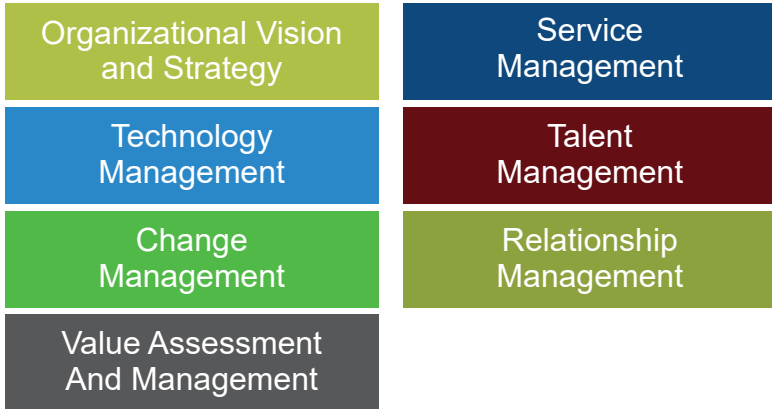 Organizational Vision
and Strategy
Service
Management
Technology
Management
Talent
Management
Change
Management
Relationship
Management
Value Assessment
And Management